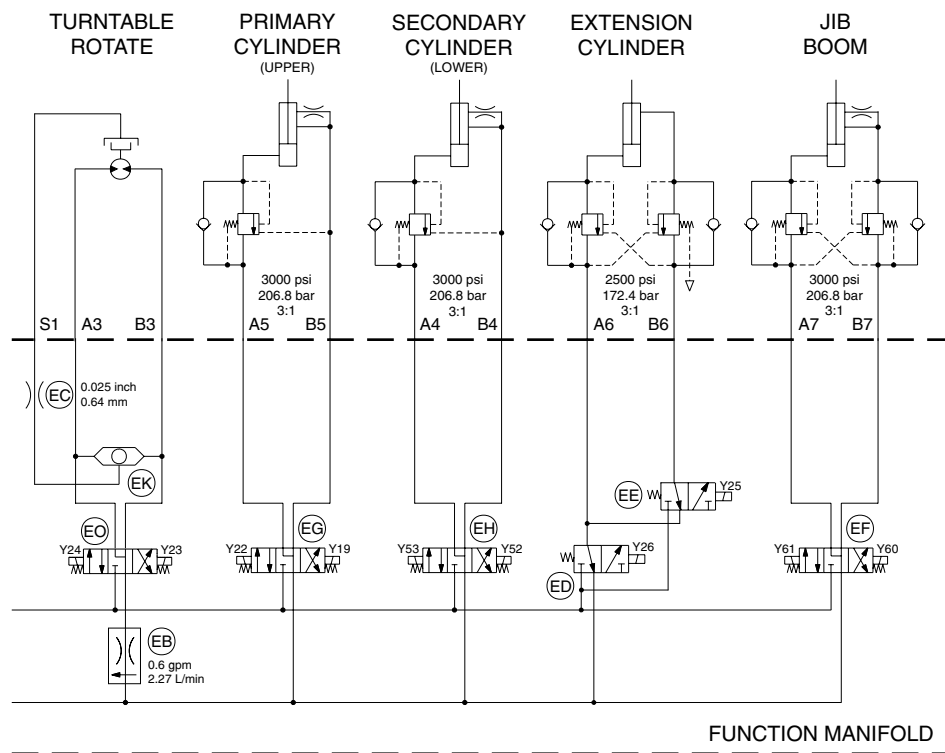 TURNTABLE
ROTATE
PRIMARY
CYLINDER
(UPPER)
SECONDARY
CYLINDER
(LOWER)
EXTENSION
CYLINDER
JIB
BOOM
3000 psi
206.8 bar
3:1
3000 psi
206.8 bar
3:1
2500 psi
172.4 bar
3:1
3000 psi
206.8 bar
3:1
S1 A3 B3 A5 B5 A4 B4 A6 B6 A7 B7
EC
0.025 inch
0.64 mm
EK
EE
Y25
EO
EG
EH
EF
Y24 Y23 Y22 Y19 Y53 Y52 Y26 Y61 Y60
ED
EB
0.6 gpm
2.27 L/min
FUNCTION MANIFOLD